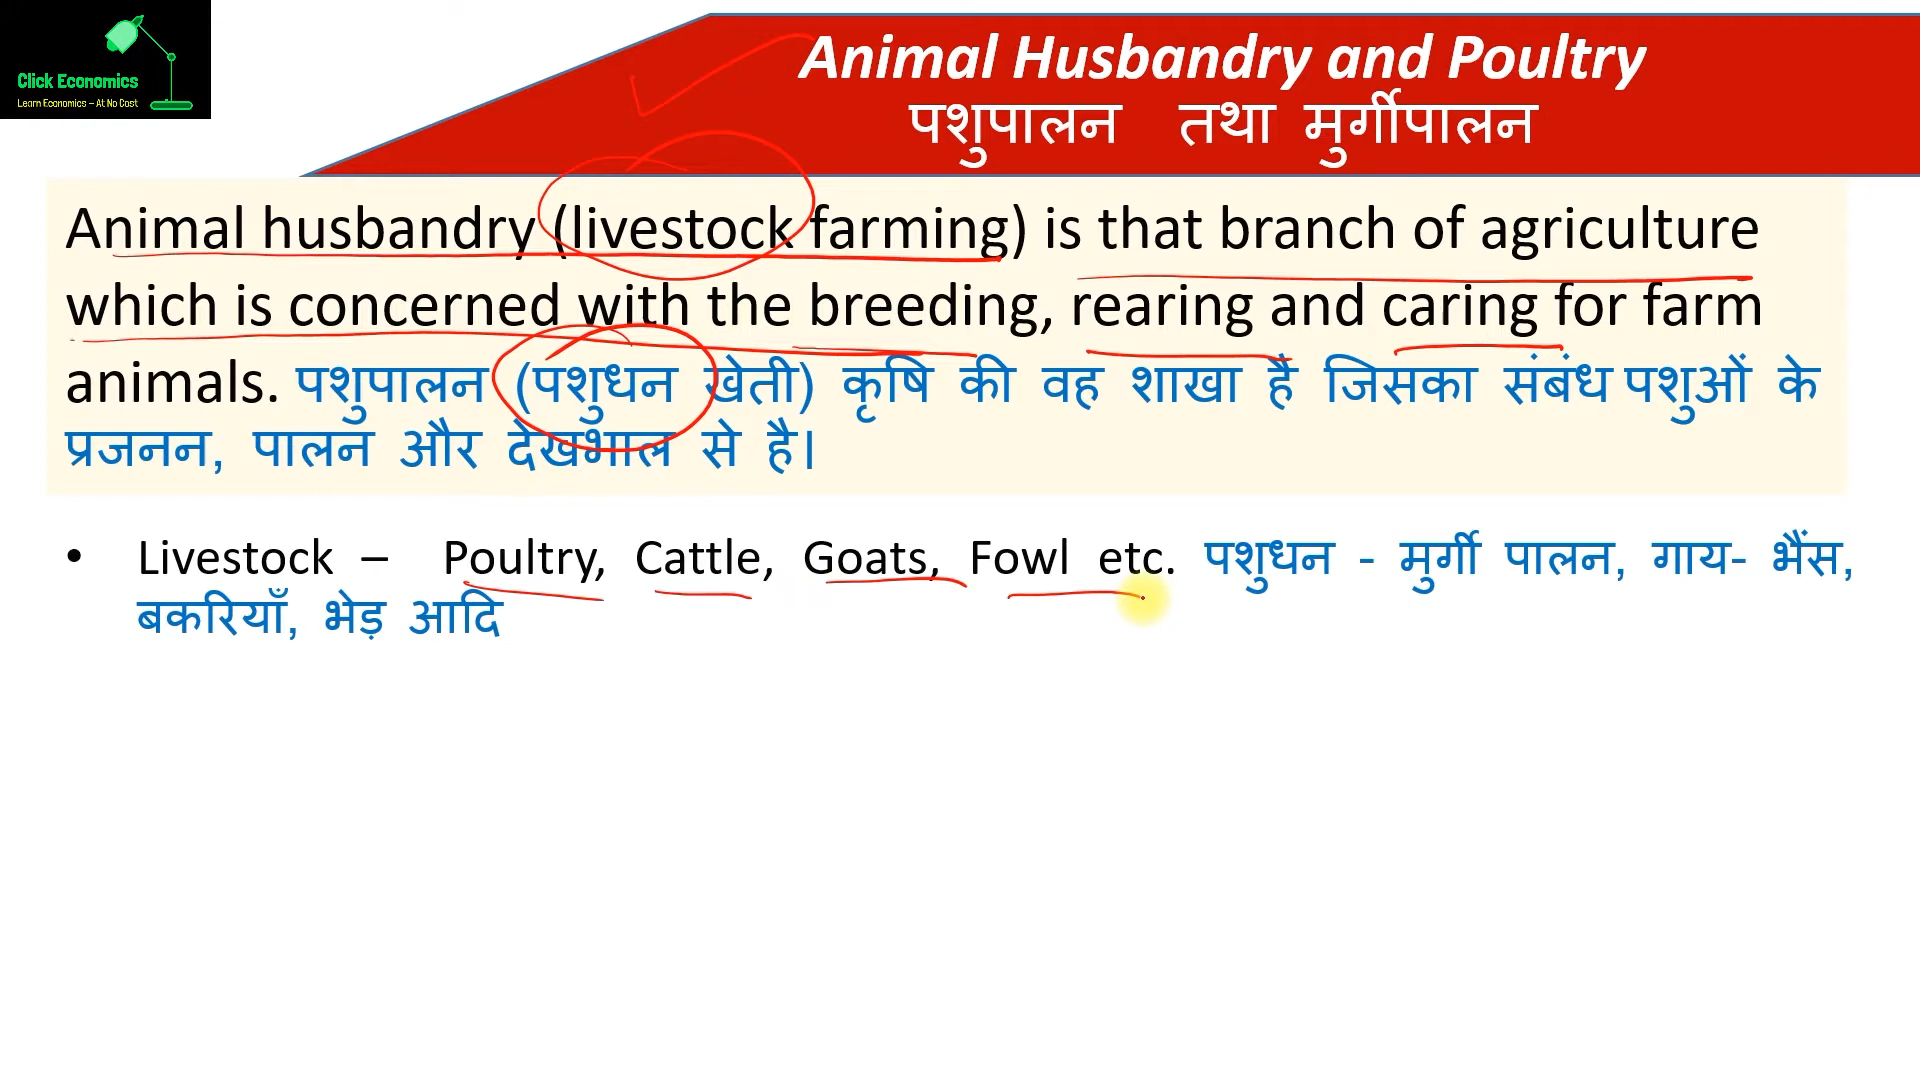 Click Economics
Learn Economics – At No Cost
Animal Husbandry and Poultry
पशुपालन तथा मुर्गीपालन
Animal husbandry (livestock farming) is that branch of agriculture
which is concerned with the breeding, rearing and caring for farm
animals. पशुपालन (पशुधन खेती) कृषि की वह शाखा है जिसका संबंध पशुओं के
प्रजनन, पालन और देखभाल से है।
• Livestock – Poultry, Cattle, Goats, Fowl etc. पशुधन - मुर्गी पालन, गाय- भैंस,
बकरियाँ, भेड़ आदि